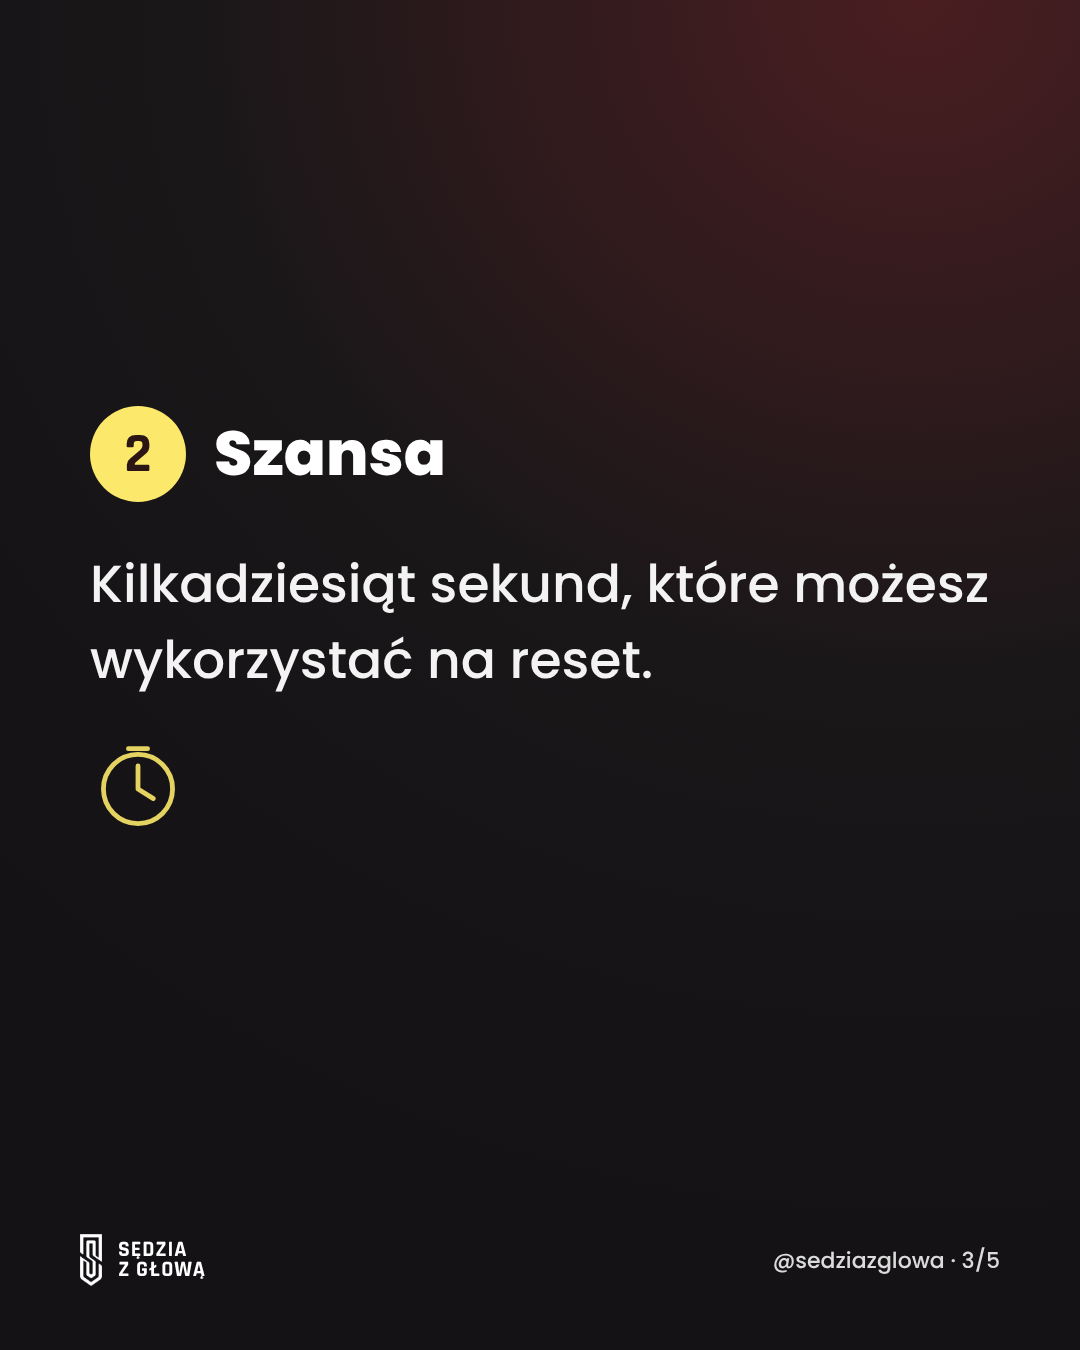 2 Szansa
Kilkadziesiąt sekund, które możesz
wykorzystać na reset.
SĘDZIA
Z GŁOWĄ
@sedziazglowa · 3/5